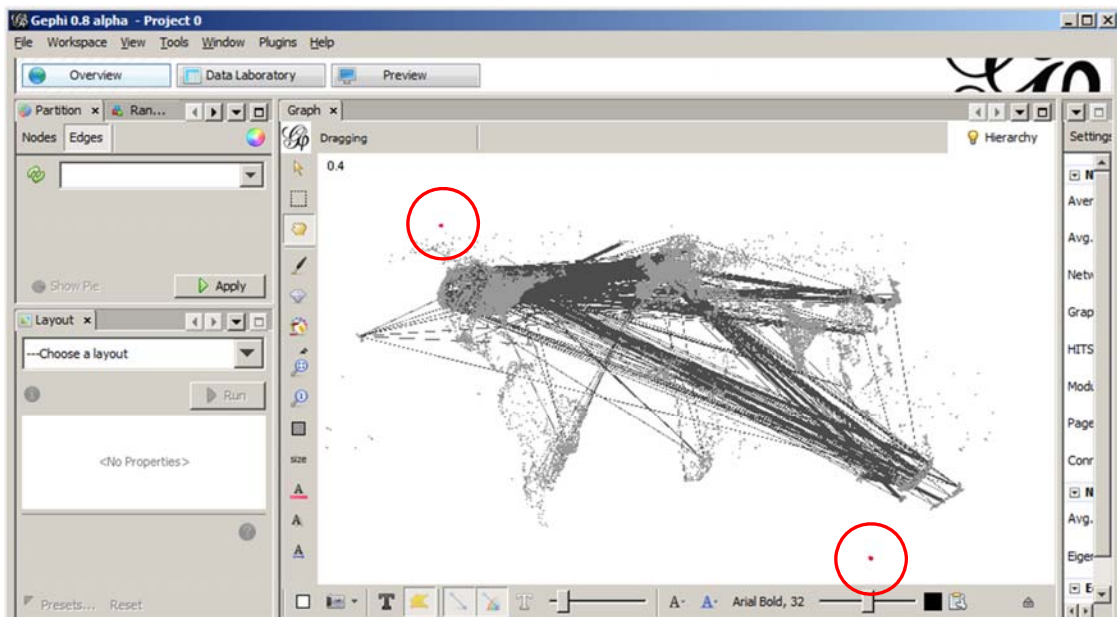 Gephi 0.8 alpha - Project 0
File Workspace View Tools Window Plugins Help
Overview Data Laboratory Preview
Partition Ran... Graph
Nodes Edges Dragging Hierarchy Settings
0.4
Aver
Avg.
Netw
Show Pie Apply Grap
Layout HITS
---Choose a layout
Run Modu
Page
<No Properties> size Conn
Avg.
Eiger
Presets... Reset
T T A- A- Arial Bold, 32